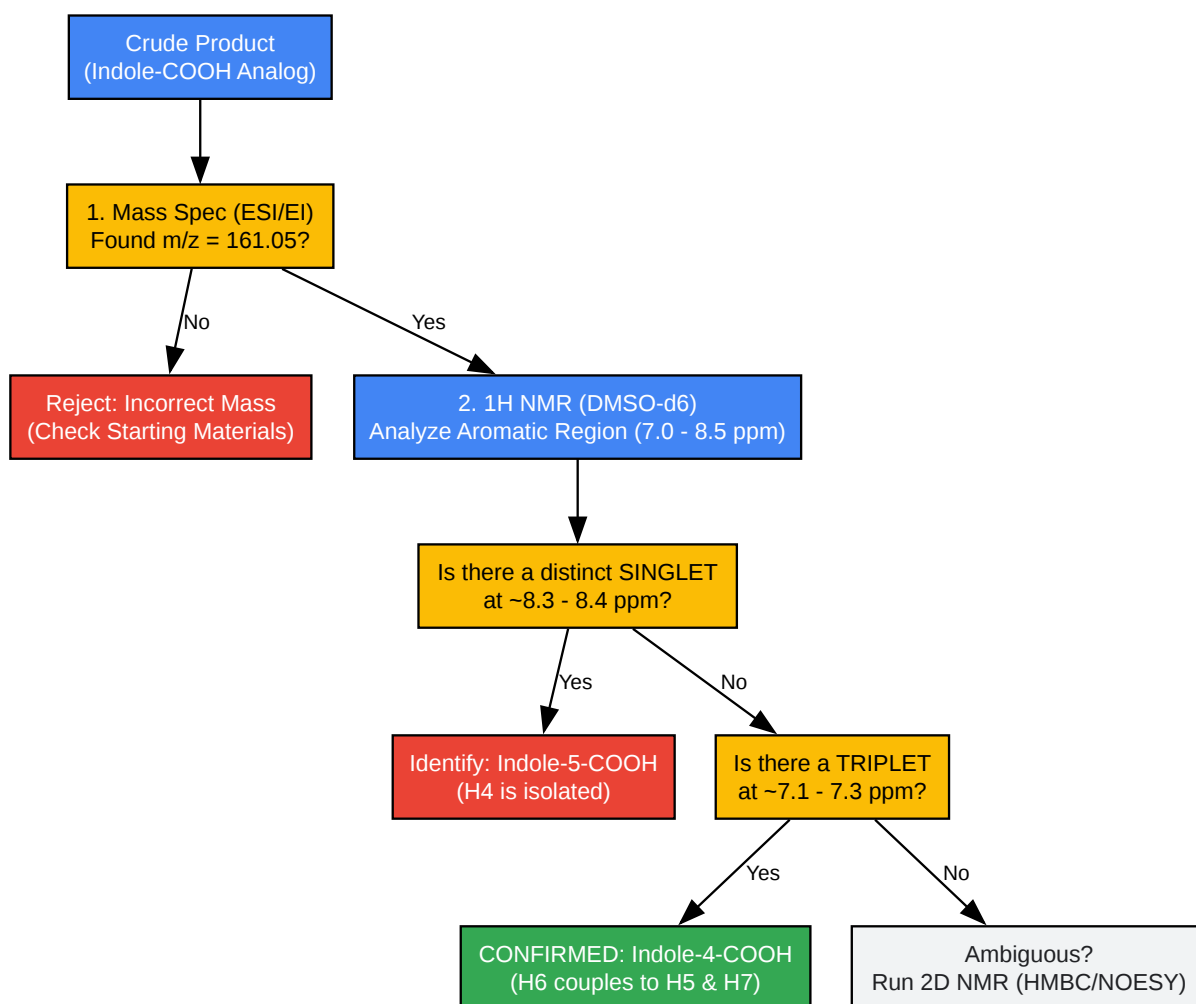 Crude Product
(Indole-COOH Analog)
1. Mass Spec (ESI/EI)
Found m/z = 161.05?
No
Yes
Reject: Incorrect Mass
(Check Starting Materials)
2. 1H NMR (DMSO-d6)
Analyze Aromatic Region (7.0 - 8.5 ppm)
Is there a distinct SINGLET
at ~8.3 - 8.4 ppm?
Yes
No
Identify: Indole-5-COOH
(H4 is isolated)
Is there a TRIPLET
at ~7.1 - 7.3 ppm?
Yes
No
CONFIRMED: Indole-4-COOH
(H6 couples to H5 & H7)
Ambiguous?
Run 2D NMR (HMBC/NOESY)